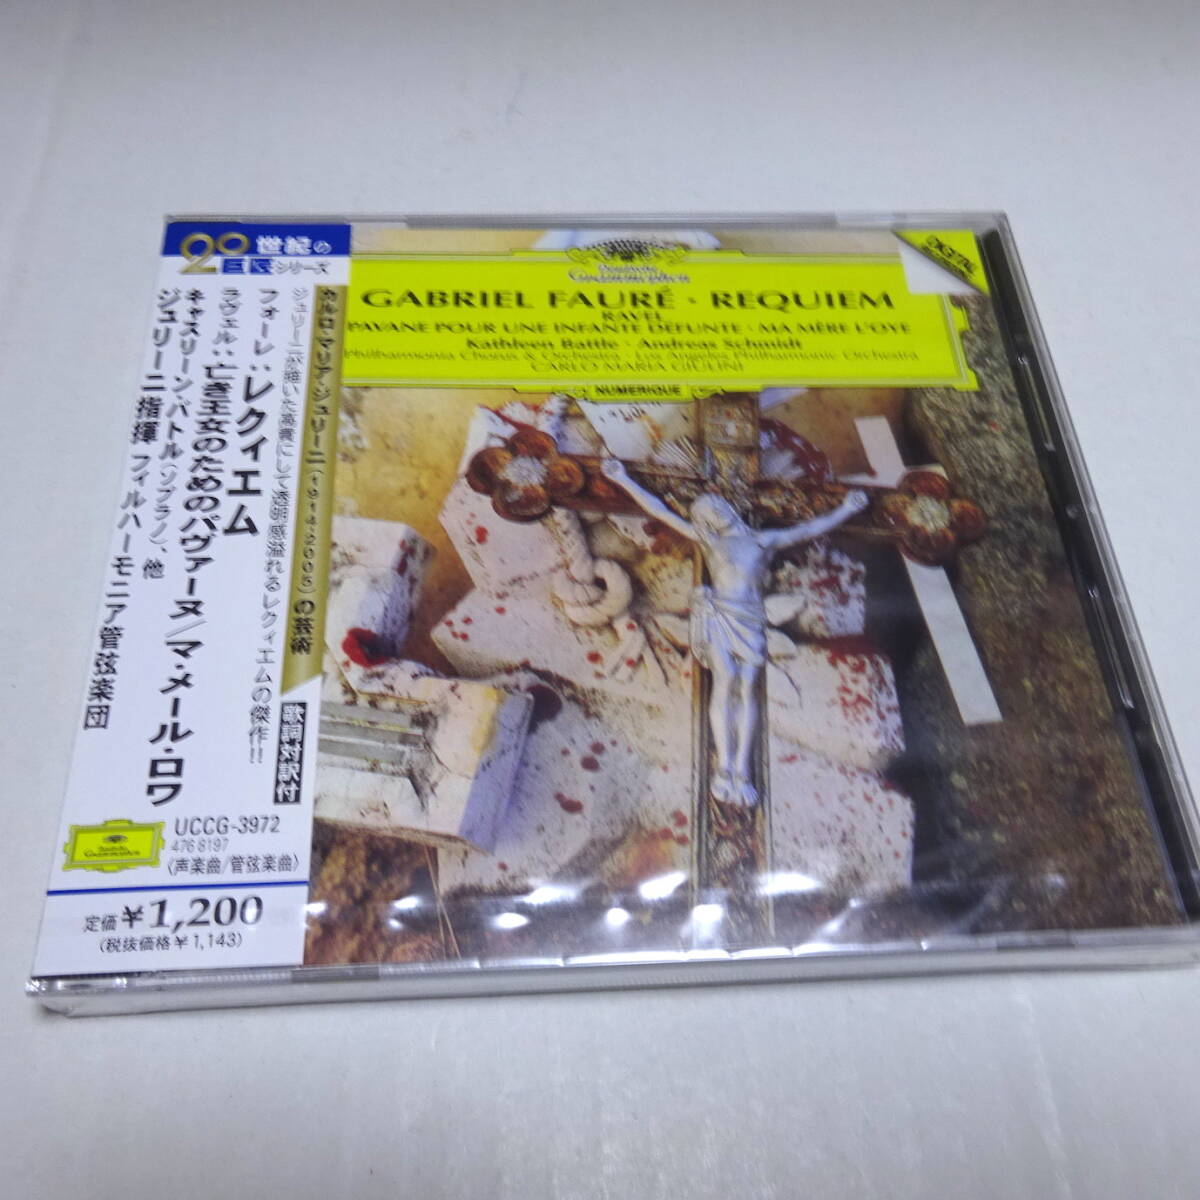 20世紀の
巨匠シリーズ
カルロ・マリア・ジュリーニ(1914-2005)の芸術
ジュリーニが描いた高貴にして透明感溢れるレクィエムの傑作!!
フォーレ:レクィエム
ラヴェル:亡き王女のためのパヴァーヌ/マ・メール・ロワ
キャスリーン・バトル(ソプラノ)、他
ジュリーニ指揮 フィルハーモニア管弦楽団
歌詞対訳付
Deutsche
Grammophon
UCCG-3972
476 8197
〈声楽曲/管弦楽曲〉
定価¥1,200
(税抜価格¥1,143)
Deutsche
Grammophon
DIGITAL
GABRIEL FAURÉ · REQUIEM
RAVEL
PAVANE POUR UNE INFANTE DÉFUNTE · MA MÈRE L'OYE
Kathleen Battle · Andreas Schmidt
Philharmonia Chorus & Orchestra · Los Angeles Philharmonic Orchestra
CARLO MARIA GIULINI
NUMERIQUE